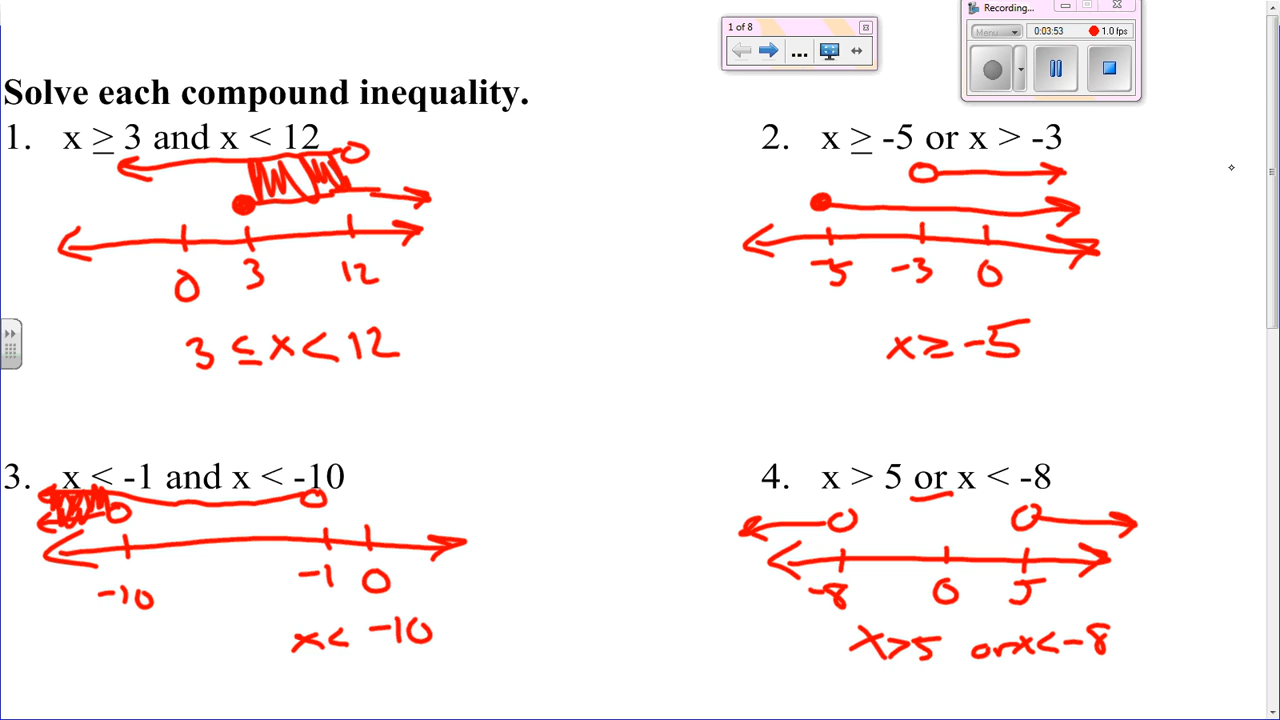 1 of 8
Recording...
Menu
0:03:53
1.0 fps
...
Solve each compound inequality.
1. x ≥ 3 and x < 12
0 3 12
3 ≤ x < 12
2. x ≥ -5 or x > -3
-5 -3 0
x ≥ -5
3. x < -1 and x < -10
-10 -1 0
x < -10
4. x > 5 or x < -8
-8 0 5
x > 5 or x < -8